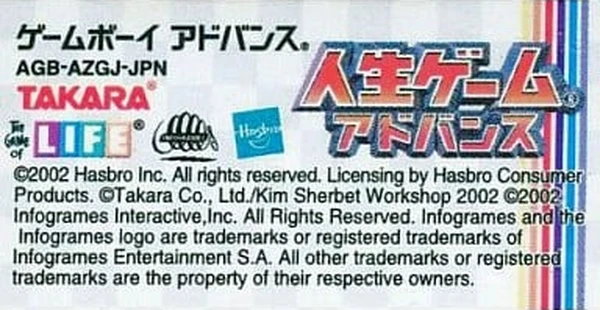 ゲームボーイ アドバンス®
AGB-AZGJ-JPN
TAKARA®
THE GAME of LIFE®
INFOGRAMES
Hasbro
人生ゲーム®
アドバンス
©2002 Hasbro Inc. All rights reserved. Licensing by Hasbro Consumer
Products. ©Takara Co., Ltd./Kim Sherbet Workshop 2002 ©2002
Infogrames Interactive,Inc. All Rights Reserved. Infogrames and the
Infogrames logo are trademarks or registered trademarks of
Infogrames Entertainment S.A. All other trademarks or registered
trademarks are the property of their respective owners.